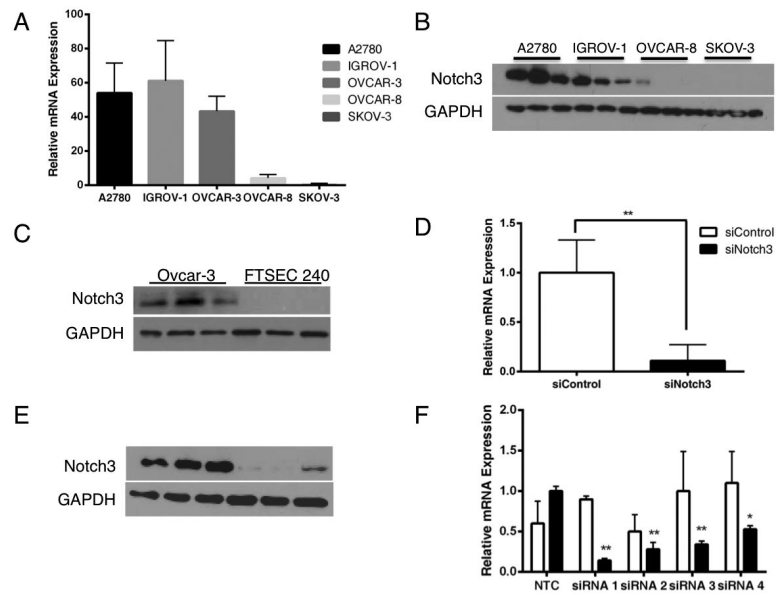 A
Relative mRNA Expression
100
80
60
40
20
0
A2780
IGROV-1
OVCAR-3
OVCAR-8
SKOV-3
A2780
IGROV-1
OVCAR-3
OVCAR-8
SKOV-3
B
A2780 IGROV-1 OVCAR-8 SKOV-3
Notch3
GAPDH
C
Ovcar-3 FTSEC 240
Notch3
GAPDH
D
Relative mRNA Expression
1.5
1.0
0.5
0.0
**
siControl
siNotch3
siControl
siNotch3
E
Notch3
GAPDH
F
Relative mRNA Expression
2.0
1.5
1.0
0.5
0.0
**
**
**
*
NTC siRNA 1 siRNA 2 siRNA 3 siRNA 4